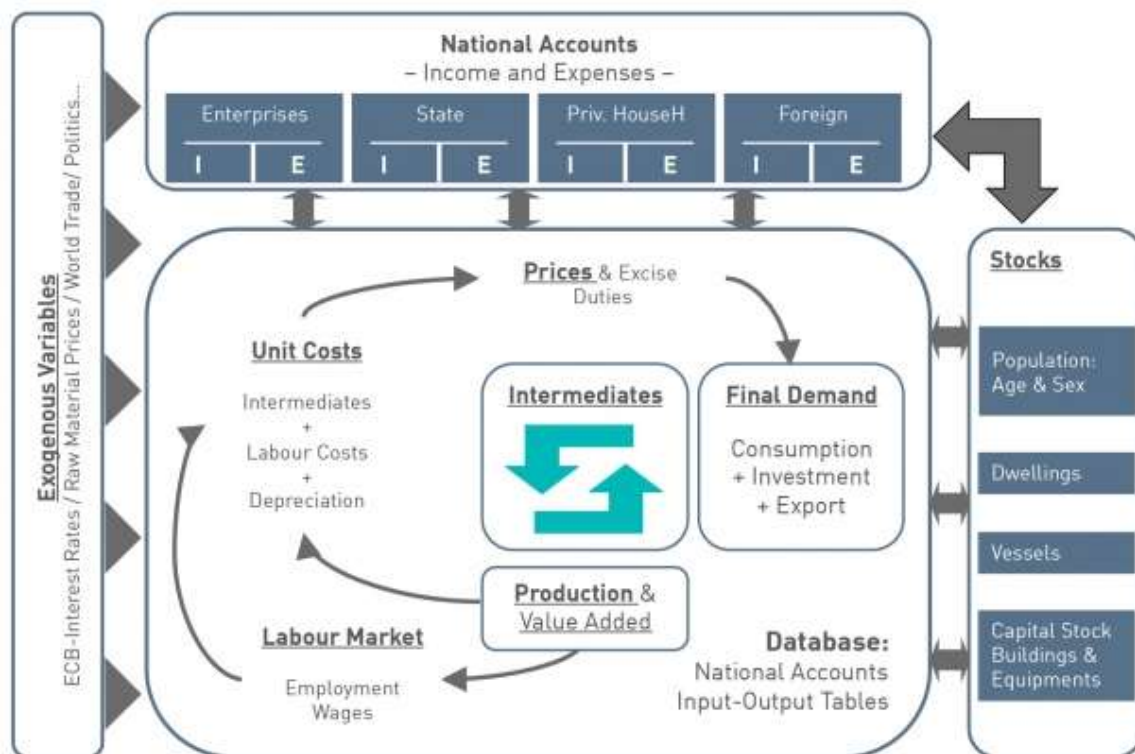 Exogenous Variables
ECB-Interest Rates / Raw Material Prices / World Trade/ Politics...
National Accounts
– Income and Expenses –
Enterprises
I E
State
I E
Priv. HouseH
I E
Foreign
I E
Prices & Excise
Duties
Unit Costs
Intermediates
+
Labour Costs
+
Depreciation
Intermediates
Final Demand
Consumption
+ Investment
+ Export
Production &
Value Added
Labour Market
Employment
Wages
Database:
National Accounts
Input-Output Tables
Stocks
Population:
Age & Sex
Dwellings
Vessels
Capital Stock
Buildings &
Equipments